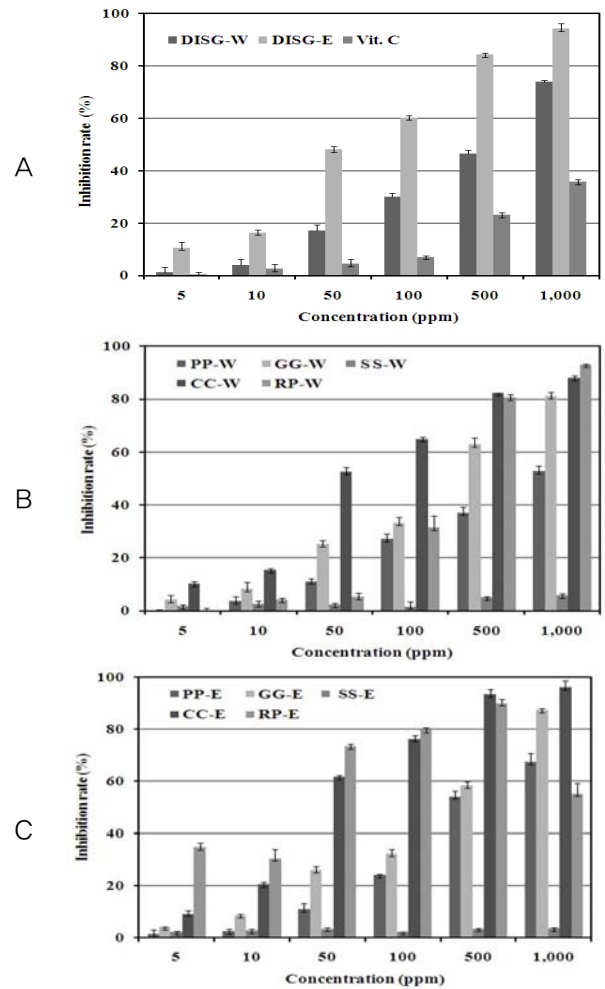 A
DISG-W DISG-E Vit. C
Inhibition rate (%)
100
80
60
40
20
0
5 10 50 100 500 1,000
Concentration (ppm)
B
PP-W GG-W SS-W
CC-W RP-W
Inhibition rate (%)
100
80
60
40
20
0
5 10 50 100 500 1,000
Concentration (ppm)
C
PP-E GG-E SS-E
CC-E RP-E
Inhibition rate (%)
100
80
60
40
20
0
5 10 50 100 500 1,000
Concentration (ppm)